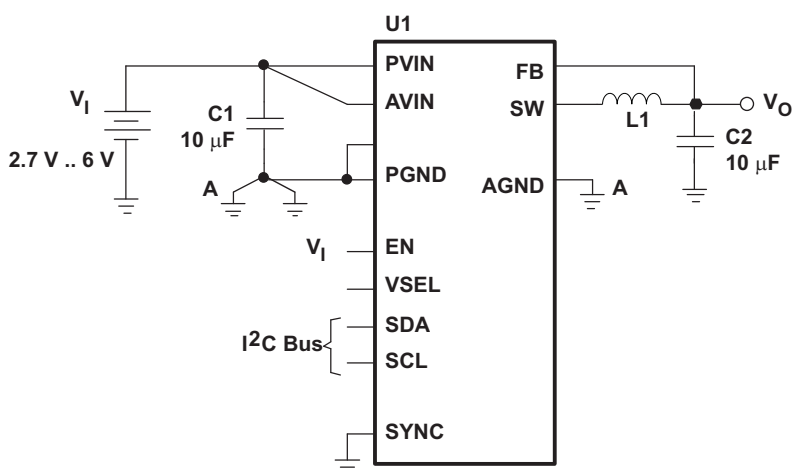 U1
PVIN
FB
V_I
AVIN
SW
V_O
C1
10 μF
L1
C2
10 μF
2.7 V .. 6 V
A
PGND
AGND
A
V_I
EN
VSEL
SDA
I²C Bus
SCL
SYNC